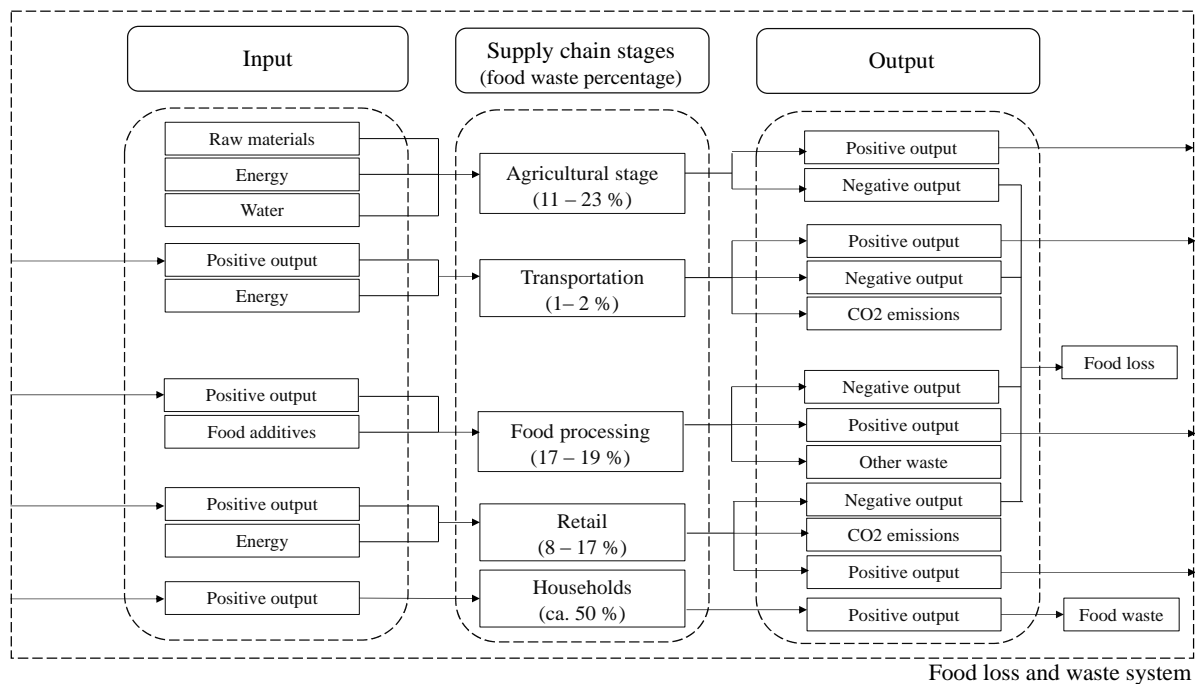 Input
Supply chain stages
(food waste percentage)
Output
Raw materials
Energy
Water
Agricultural stage
(11 – 23 %)
Positive output
Negative output
Positive output
Energy
Transportation
(1– 2 %)
Positive output
Negative output
CO2 emissions
Food loss
Positive output
Food additives
Food processing
(17 – 19 %)
Negative output
Positive output
Other waste
Positive output
Energy
Retail
(8 – 17 %)
Negative output
CO2 emissions
Positive output
Positive output
Households
(ca. 50 %)
Positive output
Food waste
Food loss and waste system